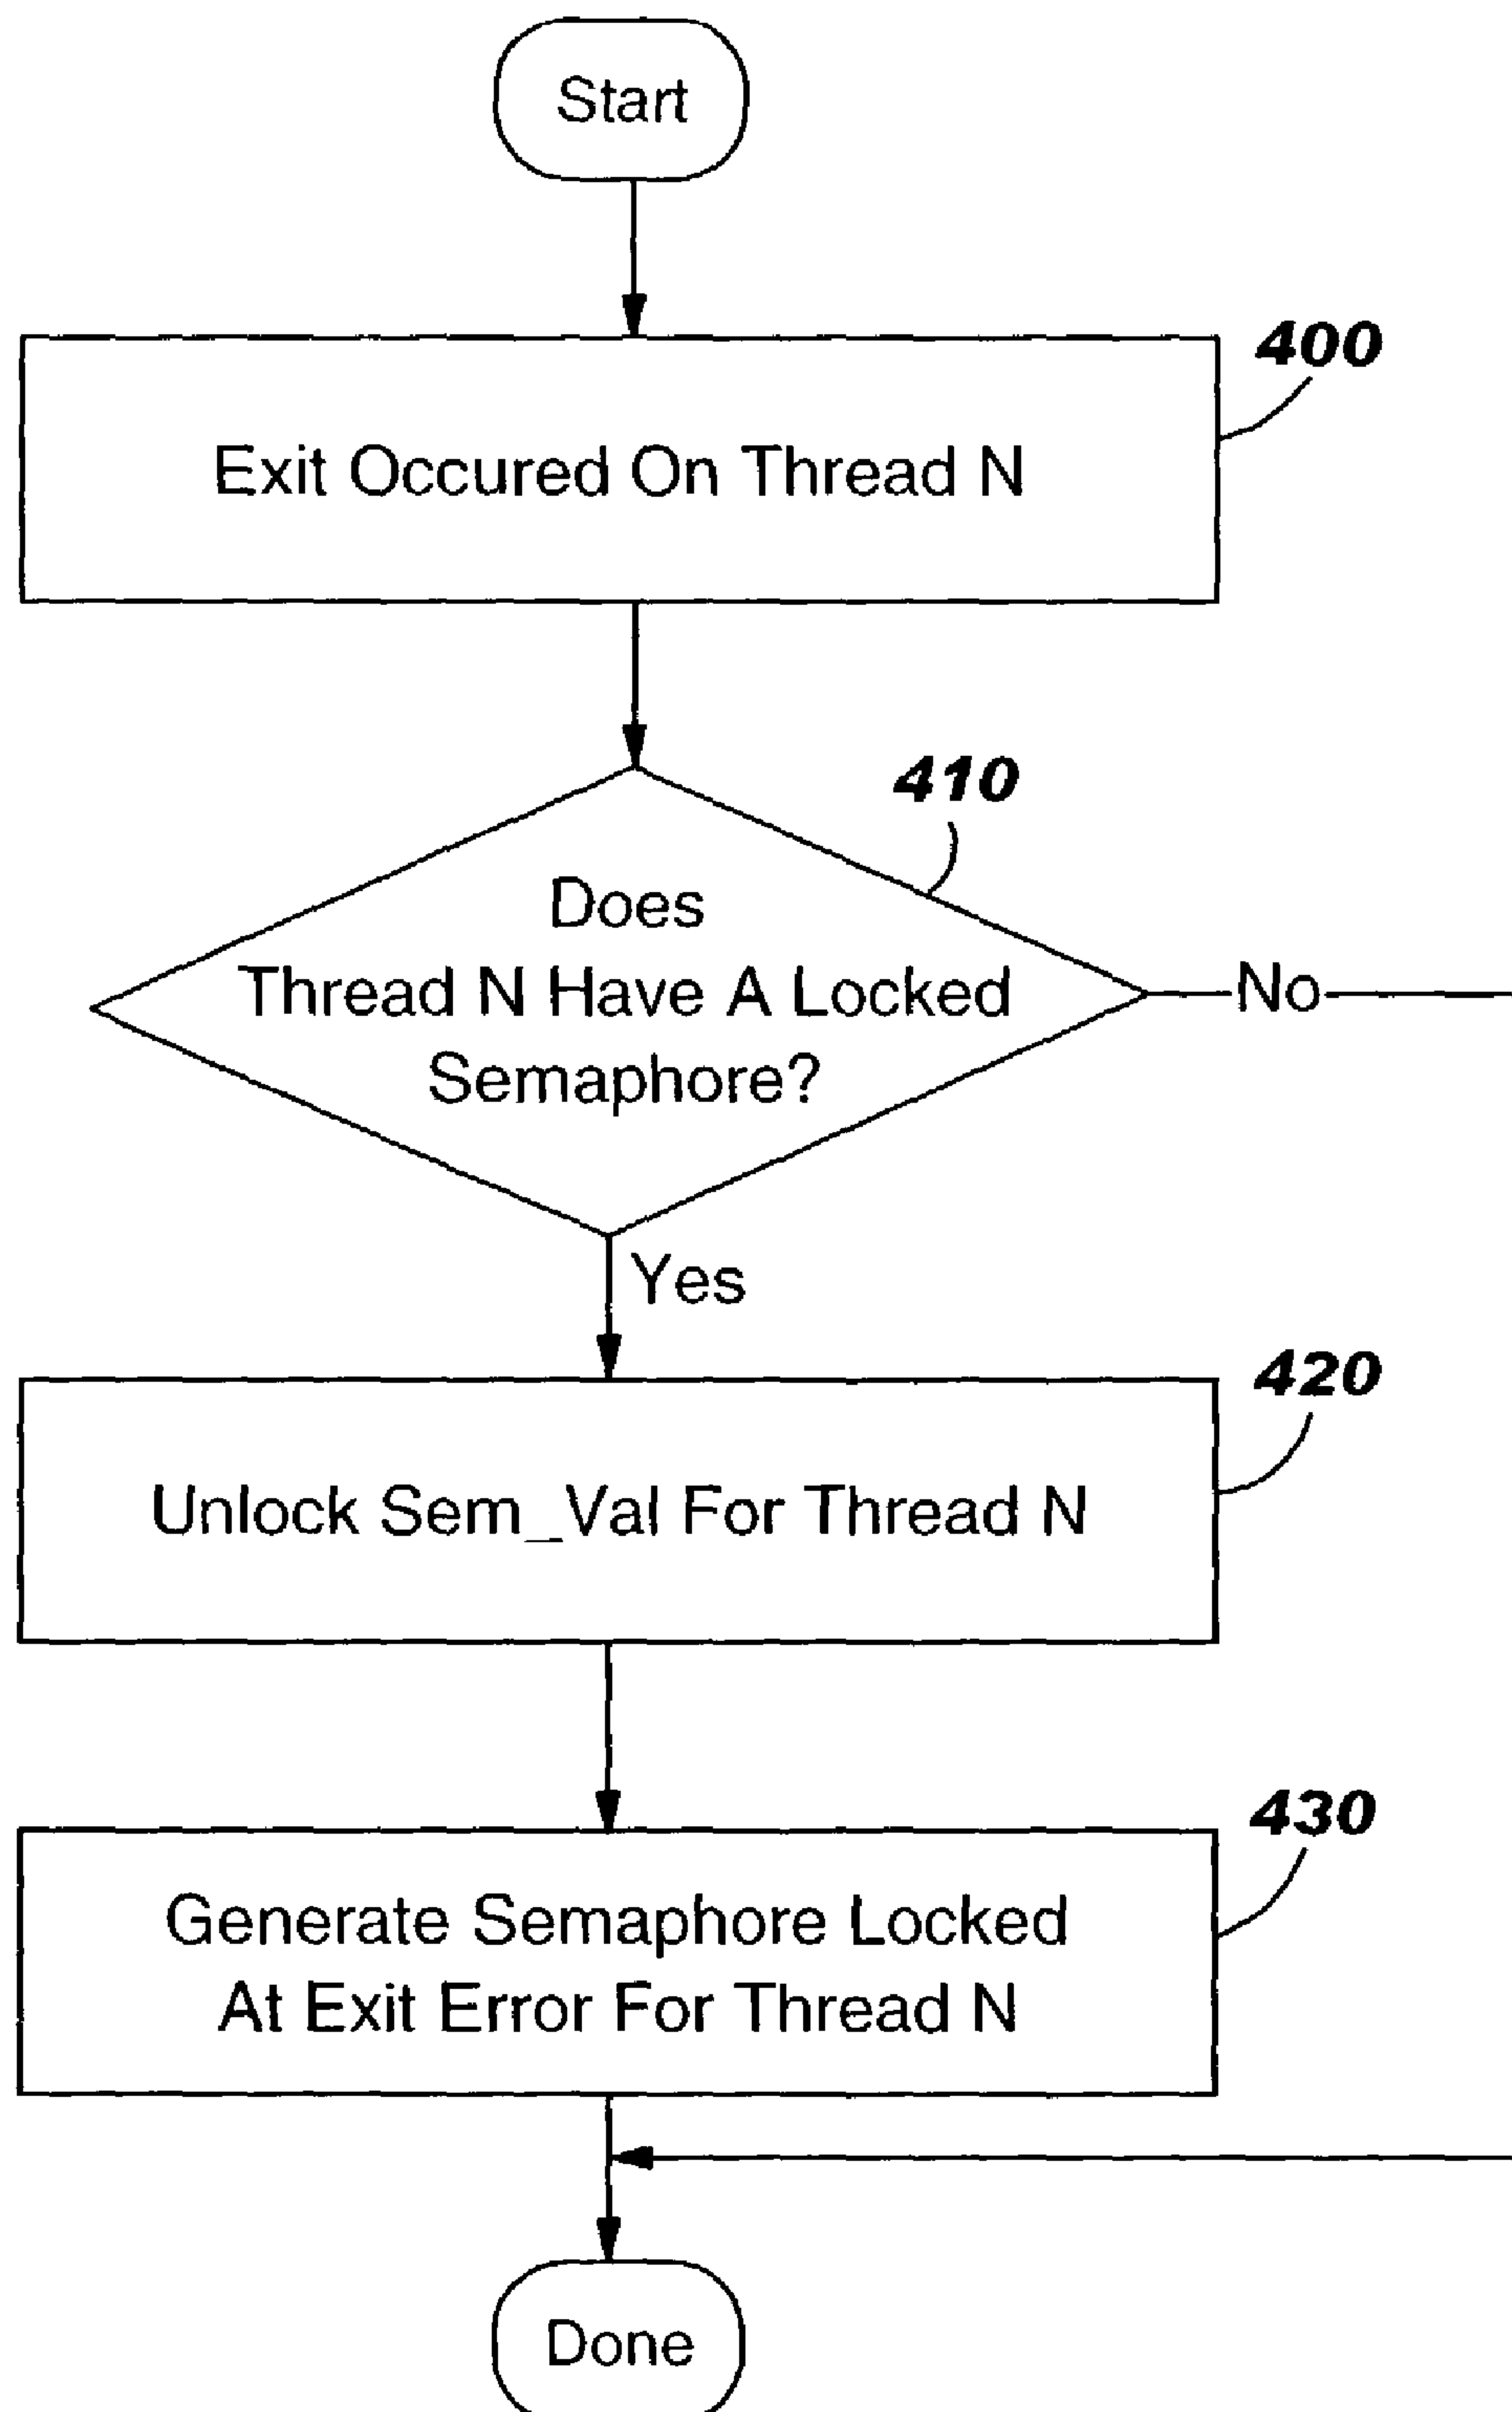 Start
400
Exit Occured On Thread N
410
Does
Thread N Have A Locked
Semaphore?
No
Yes
420
Unlock Sem_Val For Thread N
430
Generate Semaphore Locked
At Exit Error For Thread N
Done